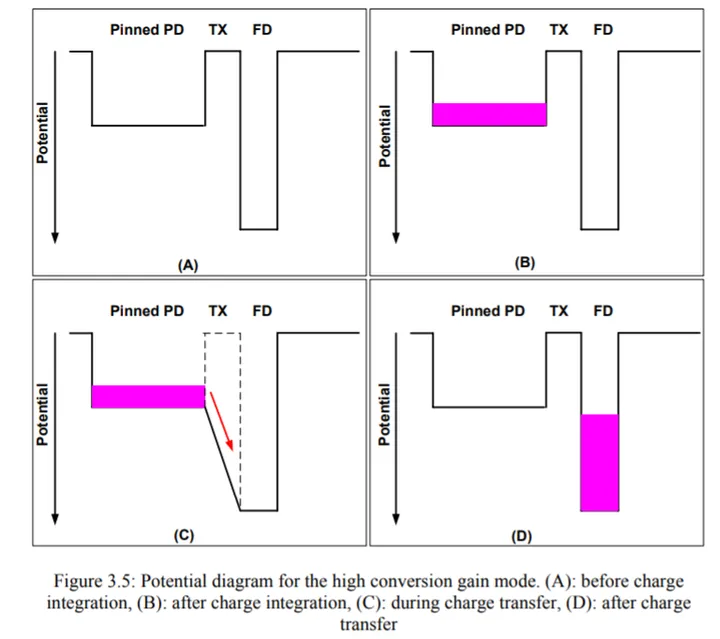 Pinned PD TX FD
Potential
(A)
Pinned PD TX FD
Potential
(B)
Pinned PD TX FD
Potential
(C)
Pinned PD TX FD
Potential
(D)
Figure 3.5: Potential diagram for the high conversion gain mode. (A): before charge
integration, (B): after charge integration, (C): during charge transfer, (D): after charge
transfer